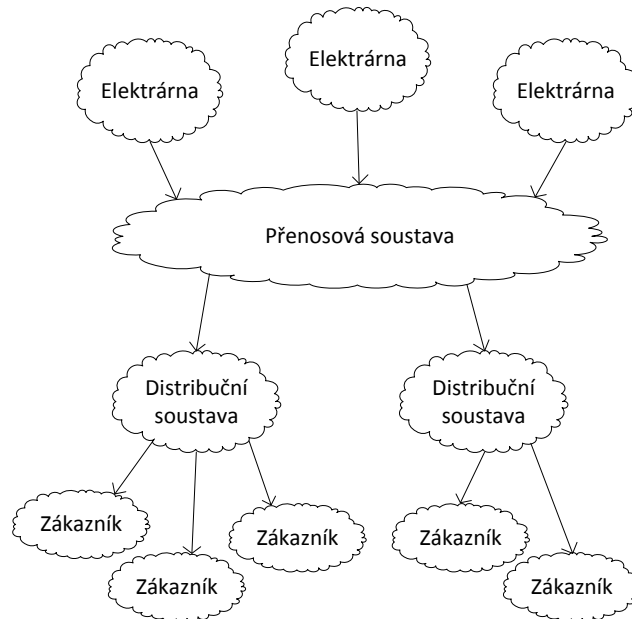 Elektrárna
Elektrárna
Elektrárna
Přenosová soustava
Distribuční
soustava
Distribuční
soustava
Zákazník
Zákazník
Zákazník
Zákazník
Zákazník